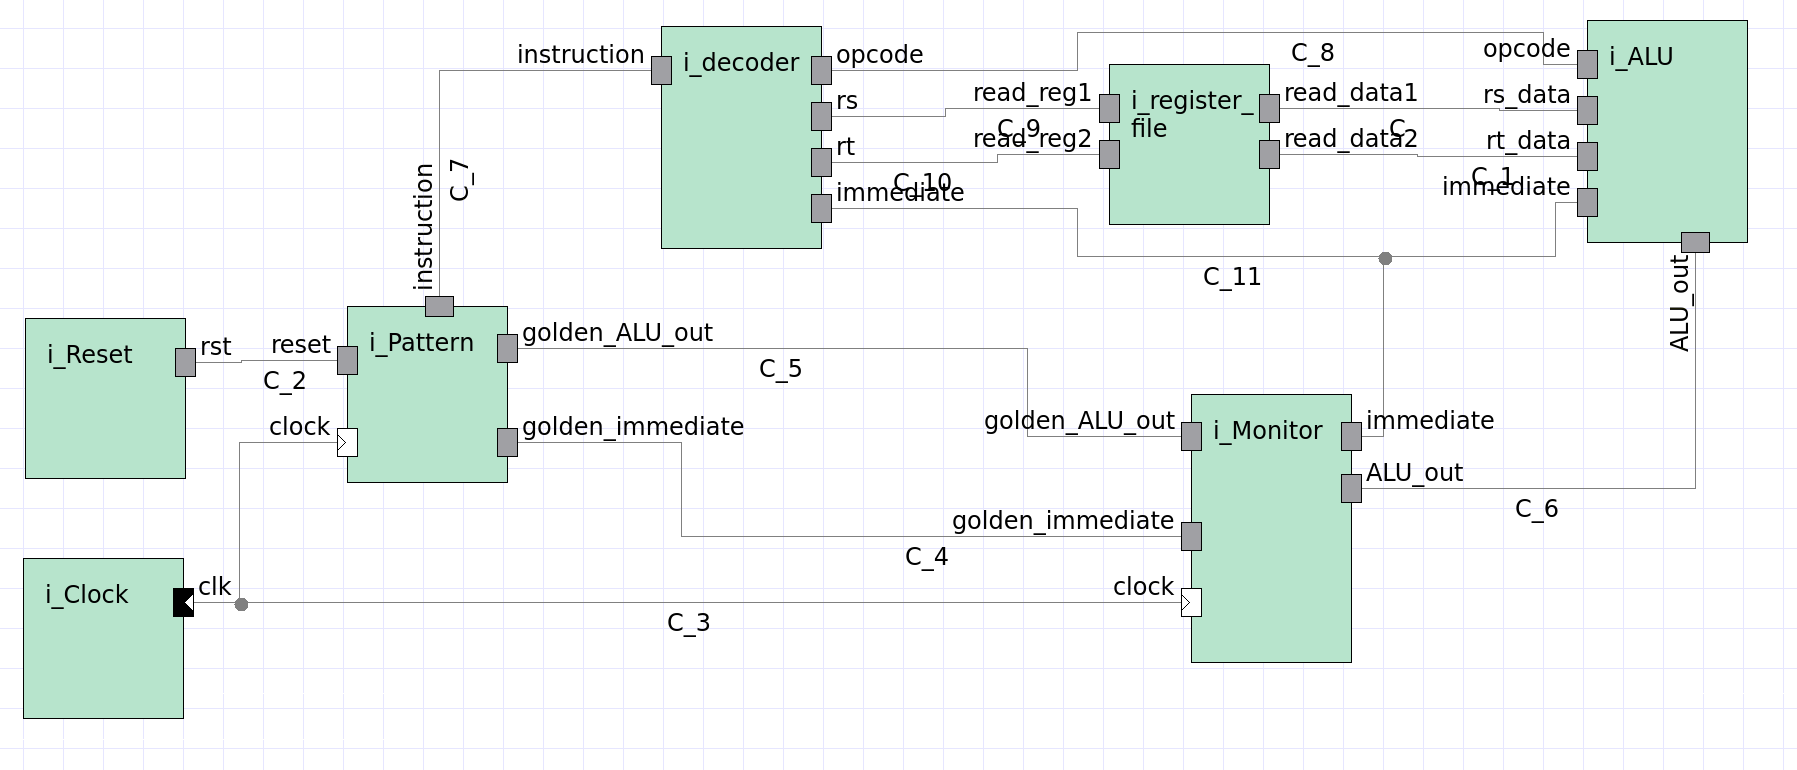 instruction
i_decoder
opcode
rs
rt
immediate
C_7
instruction
C_8
read_reg1
read_reg2
C_9
C_10
i_register_
file
read_data1
read_data2
C
C_1
opcode
rs_data
rt_data
immediate
i_ALU
ALU_out
C_11
i_Reset
rst
C_2
reset
clock
i_Pattern
golden_ALU_out
golden_immediate
C_5
C_4
golden_ALU_out
golden_immediate
clock
i_Monitor
immediate
ALU_out
C_6
i_Clock
clk
C_3